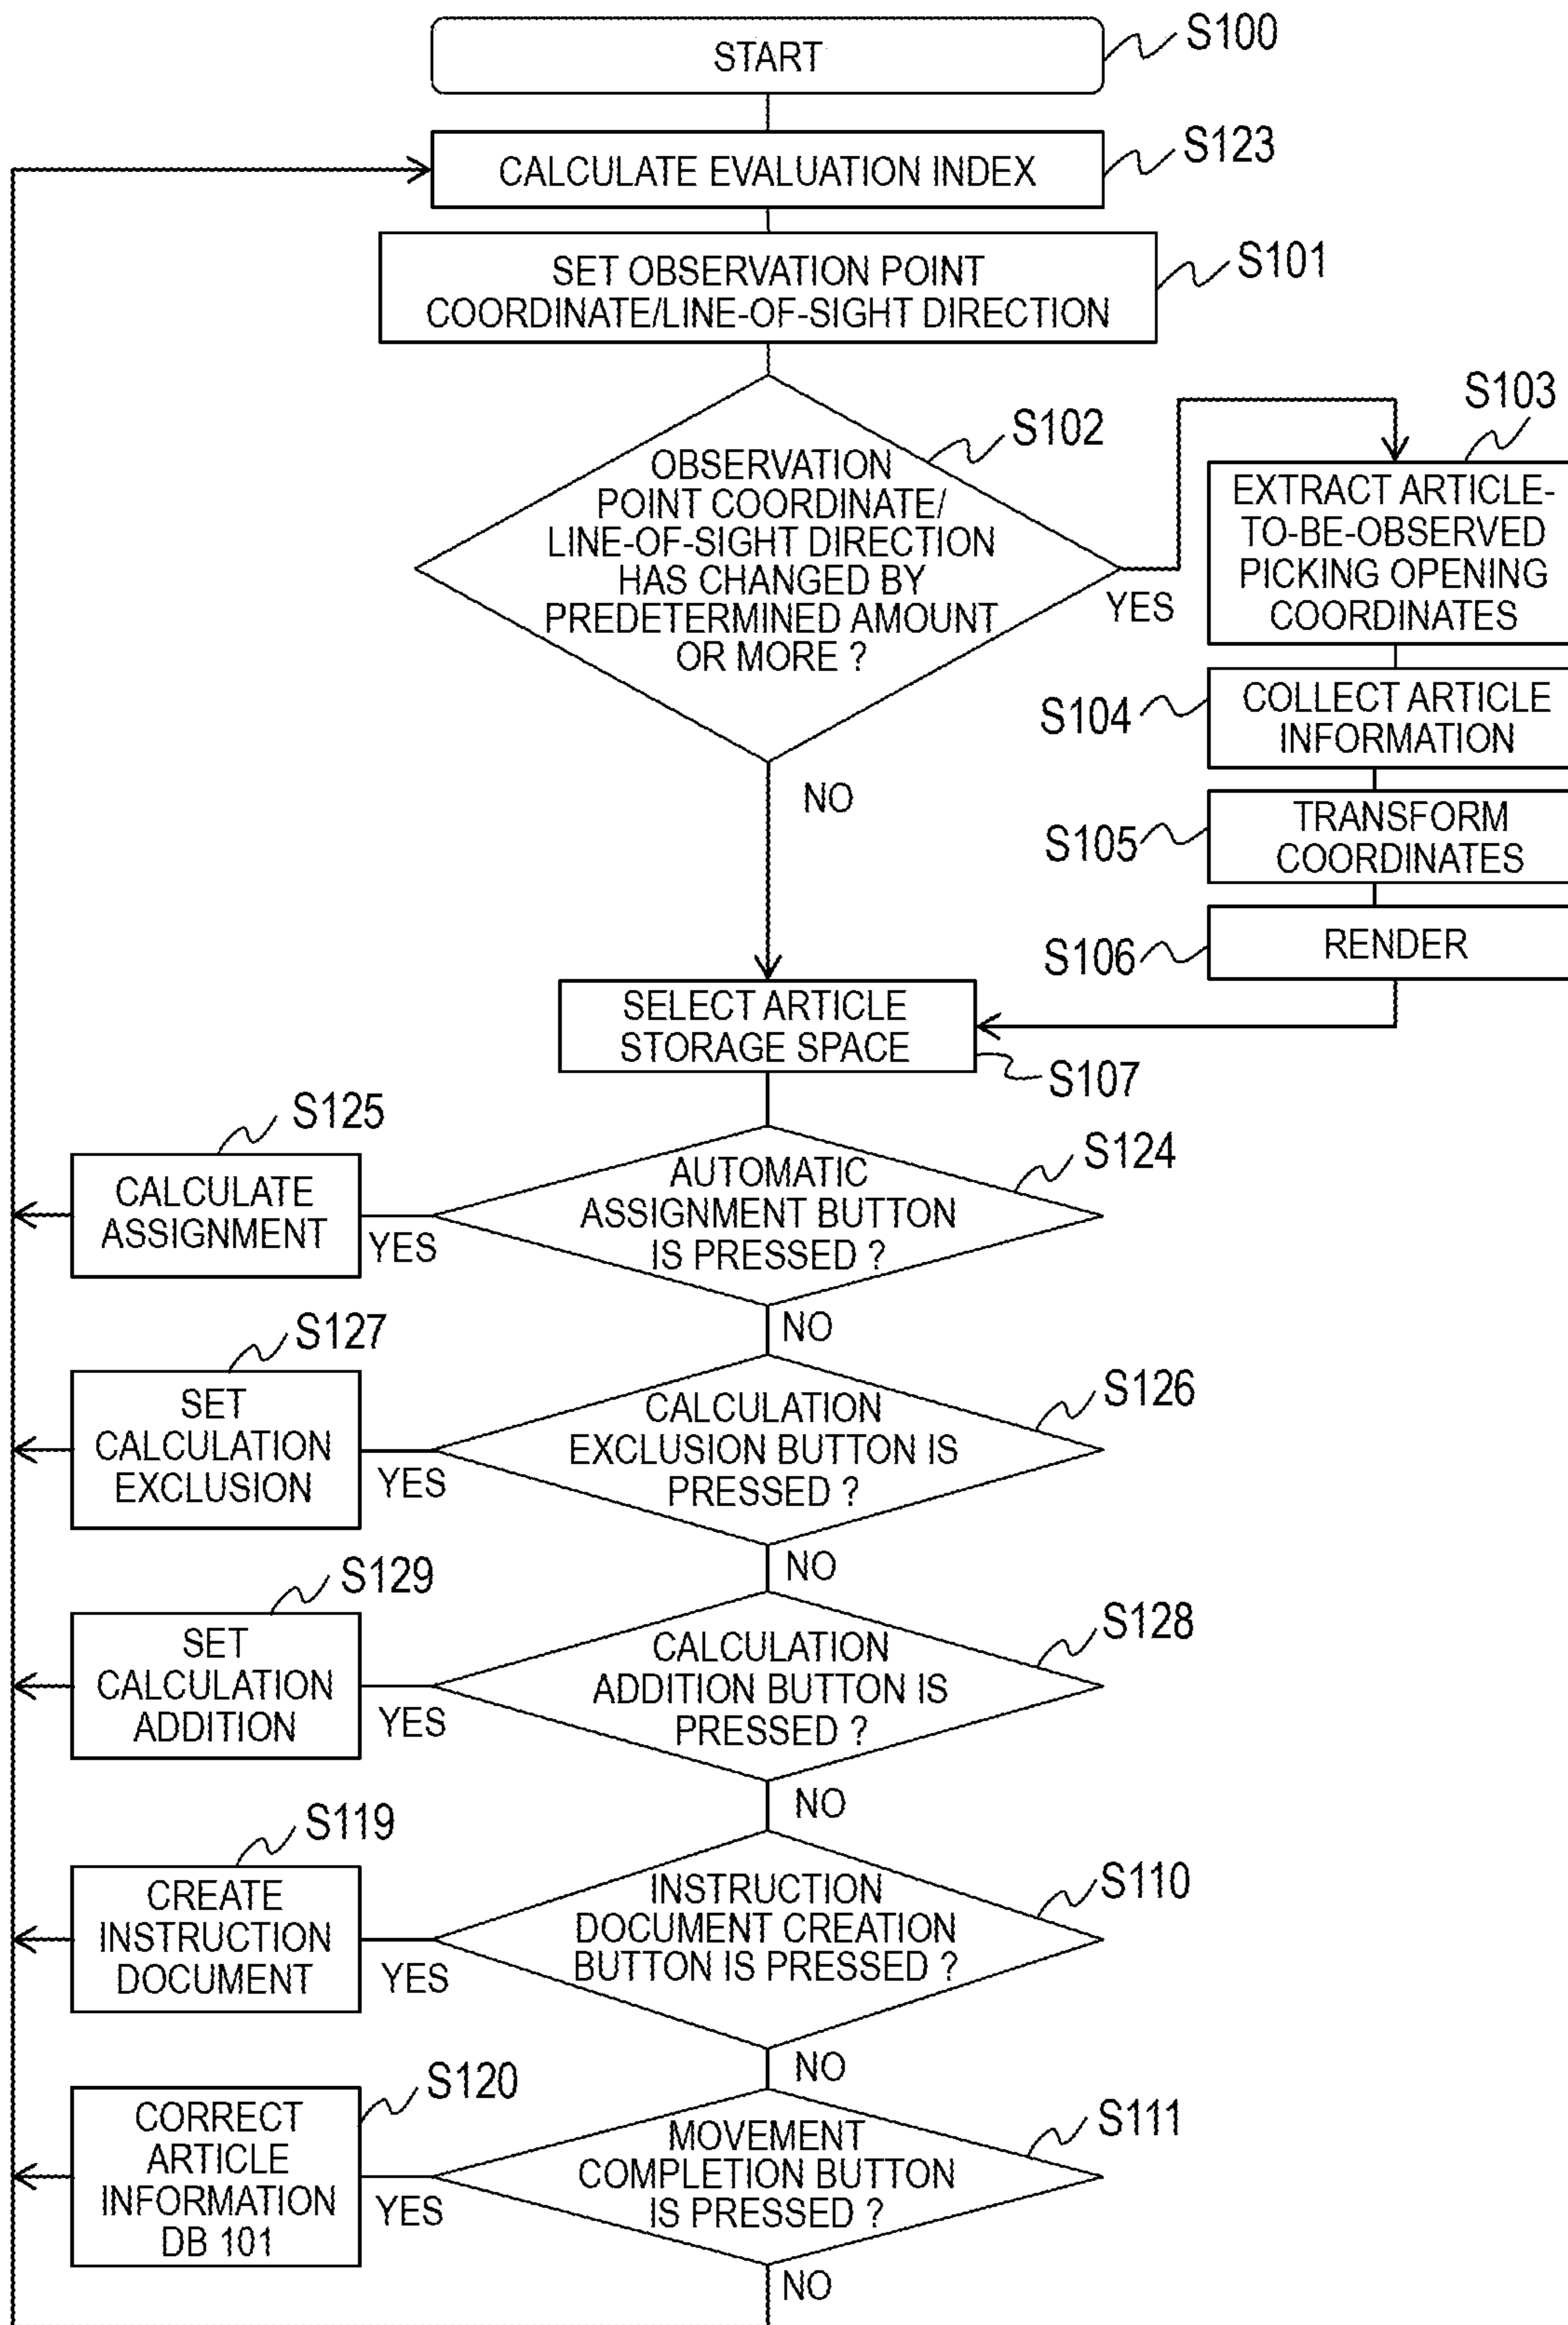 START
S100
CALCULATE EVALUATION INDEX
S123
SET OBSERVATION POINT
COORDINATE/LINE-OF-SIGHT DIRECTION
S101
OBSERVATION
POINT COORDINATE/
LINE-OF-SIGHT DIRECTION
HAS CHANGED BY
PREDETERMINED AMOUNT
OR MORE ?
S102
YES
NO
S103
EXTRACT ARTICLE-
TO-BE-OBSERVED
PICKING OPENING
COORDINATES
S104
COLLECT ARTICLE
INFORMATION
S105
TRANSFORM
COORDINATES
S106
RENDER
SELECT ARTICLE
STORAGE SPACE
S107
S125
CALCULATE
ASSIGNMENT
YES
AUTOMATIC
ASSIGNMENT BUTTON
IS PRESSED ?
S124
NO
S127
SET
CALCULATION
EXCLUSION
YES
CALCULATION
EXCLUSION BUTTON IS
PRESSED ?
S126
NO
S129
SET
CALCULATION
ADDITION
YES
CALCULATION
ADDITION BUTTON IS
PRESSED ?
S128
NO
S119
CREATE
INSTRUCTION
DOCUMENT
YES
INSTRUCTION
DOCUMENT CREATION
BUTTON IS PRESSED ?
S110
NO
S120
CORRECT
ARTICLE
INFORMATION
DB 101
YES
MOVEMENT
COMPLETION BUTTON
IS PRESSED ?
S111
NO